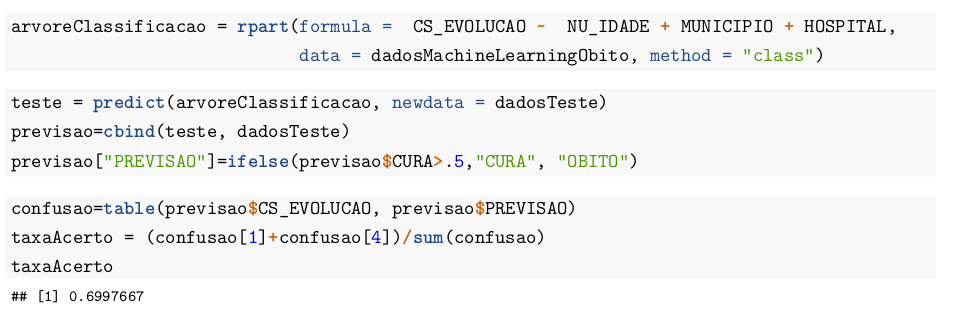 arvoreClassificacao = rpart(formula =  CS_EVOLUCAO ~  NU_IDADE + MUNICIPIO + HOSPITAL,
                            data = dadosMachineLearningObito, method = "class")
teste = predict(arvoreClassificacao, newdata = dadosTeste)
previsao=cbind(teste, dadosTeste)
previsao["PREVISAO"]=ifelse(previsao$CURA>.5,"CURA", "OBITO")
confusao=table(previsao$CS_EVOLUCAO, previsao$PREVISAO)
taxaAcerto = (confusao[1]+confusao[4])/sum(confusao)
taxaAcerto
## [1] 0.6997667